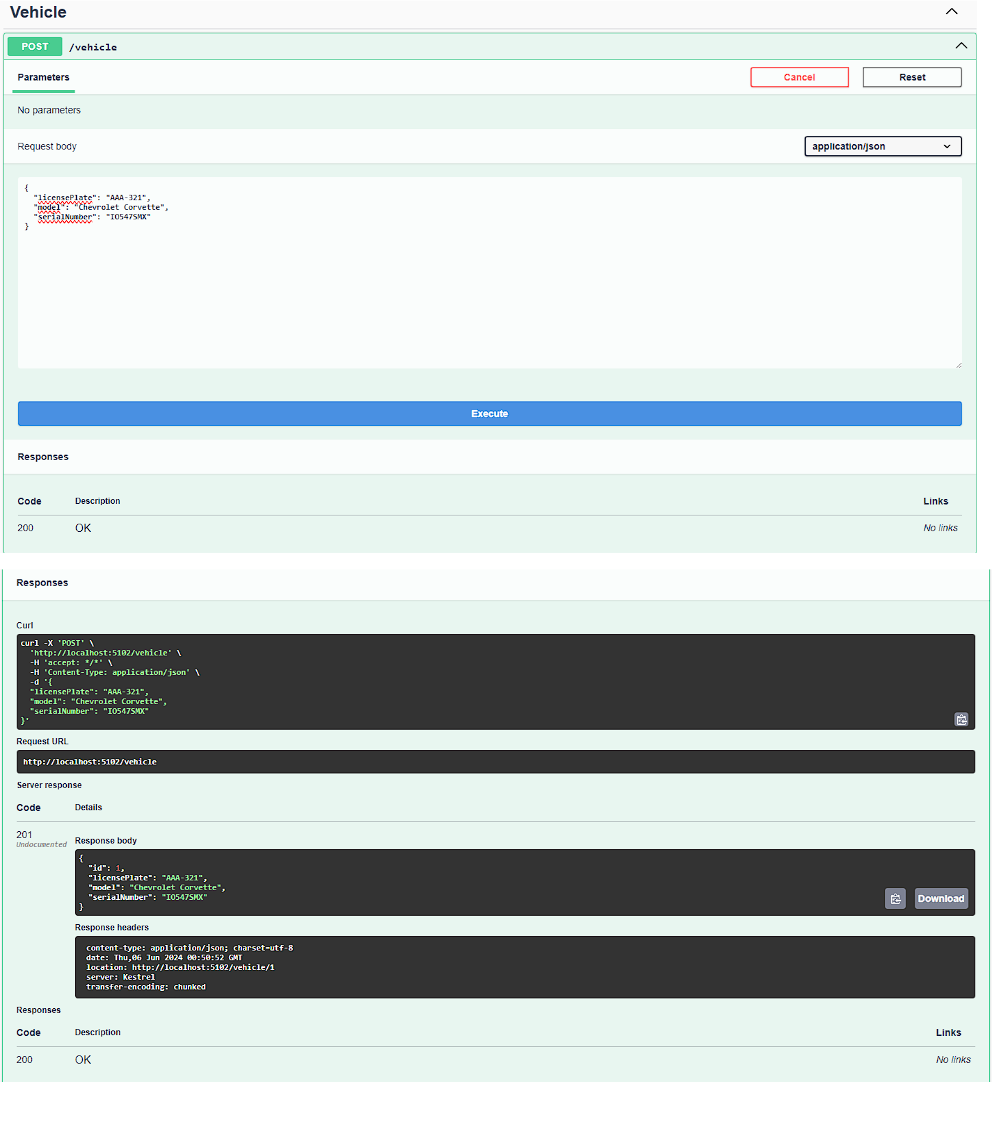 Vehicle
POST /vehicle
Parameters Cancel Reset
No parameters
Request body application/json
{
"licensePlate": "AAA-321",
"model": "Chevrolet Corvette",
"serialNumber": "IO547SMX"
}
Execute
Responses
Code Description Links
200 OK No links
Responses
Curl
curl -X 'POST' \
'http://localhost:5102/vehicle' \
-H 'accept: */*' \
-H 'Content-Type: application/json' \
-d '{
"licensePlate": "AAA-321",
"model": "Chevrolet Corvette",
"serialNumber": "IO547SMX"
}'
Request URL
http://localhost:5102/vehicle
Server response
Code Details
201 Undocumented
Response body
{
"id": 1,
"licensePlate": "AAA-321",
"model": "Chevrolet Corvette",
"serialNumber": "IO547SMX"
}
Download
Response headers
content-type: application/json; charset=utf-8
date: Thu,06 Jun 2024 00:50:52 GMT
location: http://localhost:5102/vehicle/1
server: Kestrel
transfer-encoding: chunked
Responses
Code Description Links
200 OK No links